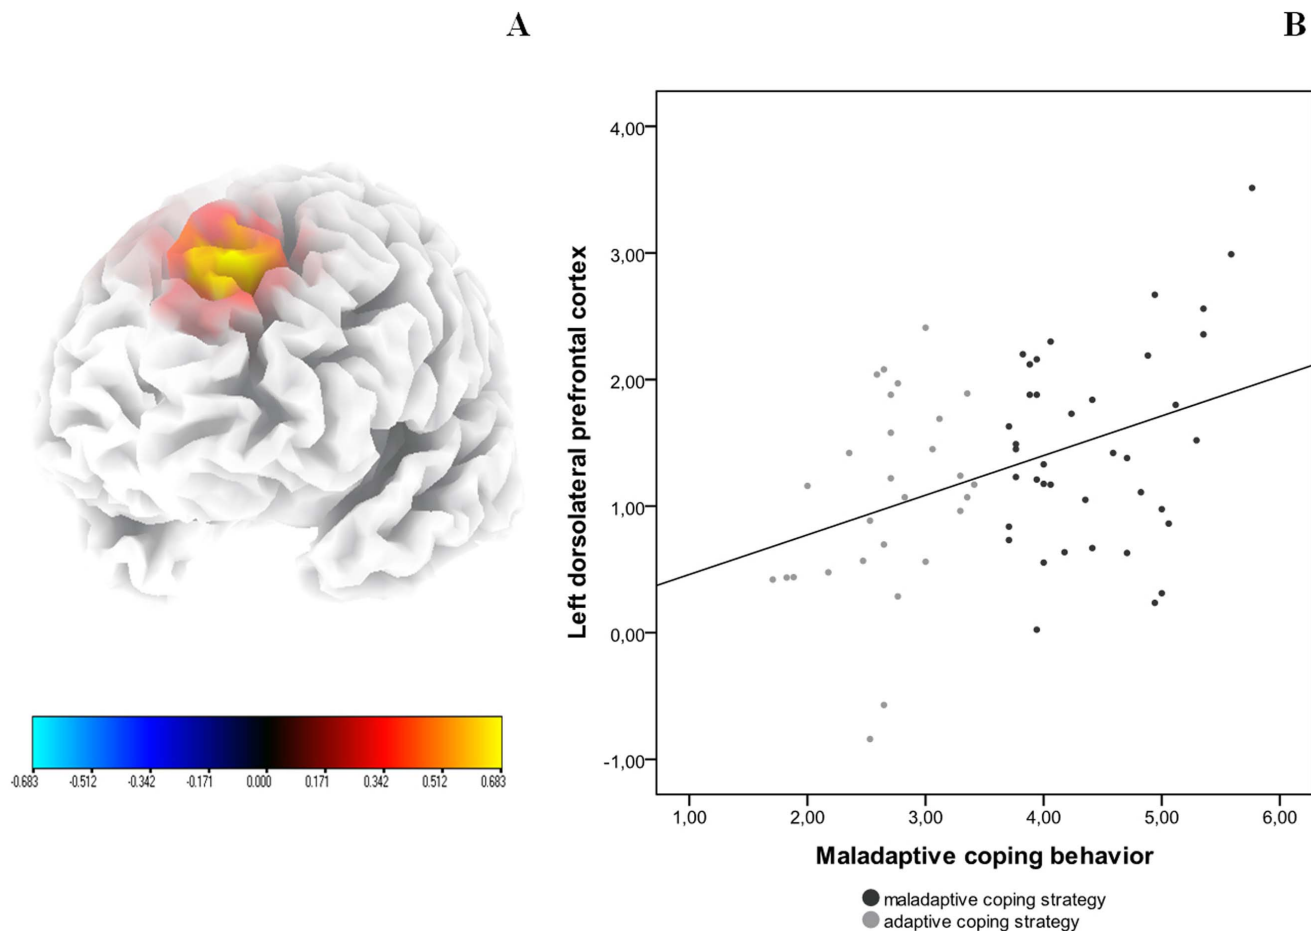 A
B
-0.683 -0.512 -0.342 -0.171 0.000 0.171 0.342 0.512 0.683
Left dorsolateral prefrontal cortex
4,00
3,00
2,00
1,00
0,00
-1,00
1,00 2,00 3,00 4,00 5,00 6,00
Maladaptive coping behavior
maladaptive coping strategy
adaptive coping strategy